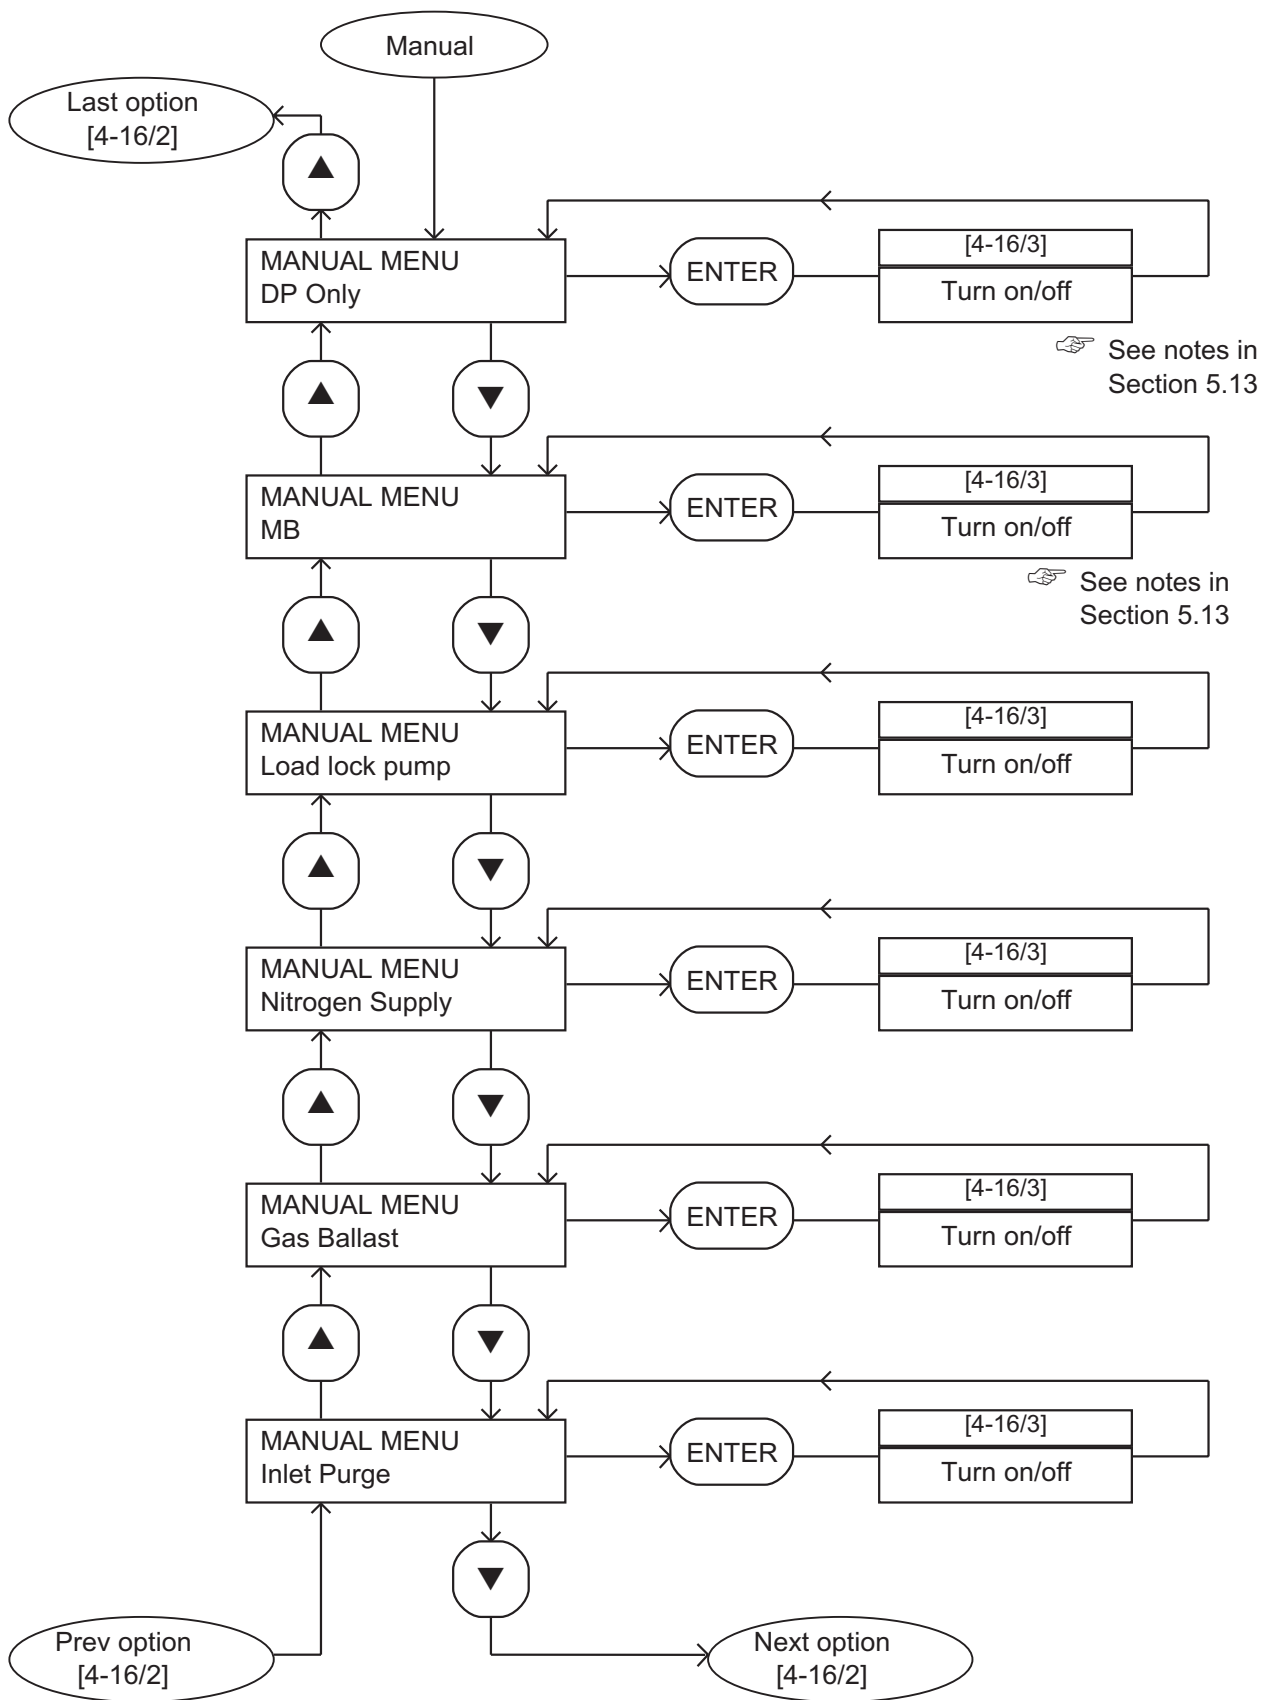 Manual
Last option
[4-16/2]
MANUAL MENU
DP Only
ENTER
[4-16/3]
Turn on/off
See notes in
Section 5.13
MANUAL MENU
MB
ENTER
[4-16/3]
Turn on/off
See notes in
Section 5.13
MANUAL MENU
Load lock pump
ENTER
[4-16/3]
Turn on/off
MANUAL MENU
Nitrogen Supply
ENTER
[4-16/3]
Turn on/off
MANUAL MENU
Gas Ballast
ENTER
[4-16/3]
Turn on/off
MANUAL MENU
Inlet Purge
ENTER
[4-16/3]
Turn on/off
Prev option
[4-16/2]
Next option
[4-16/2]